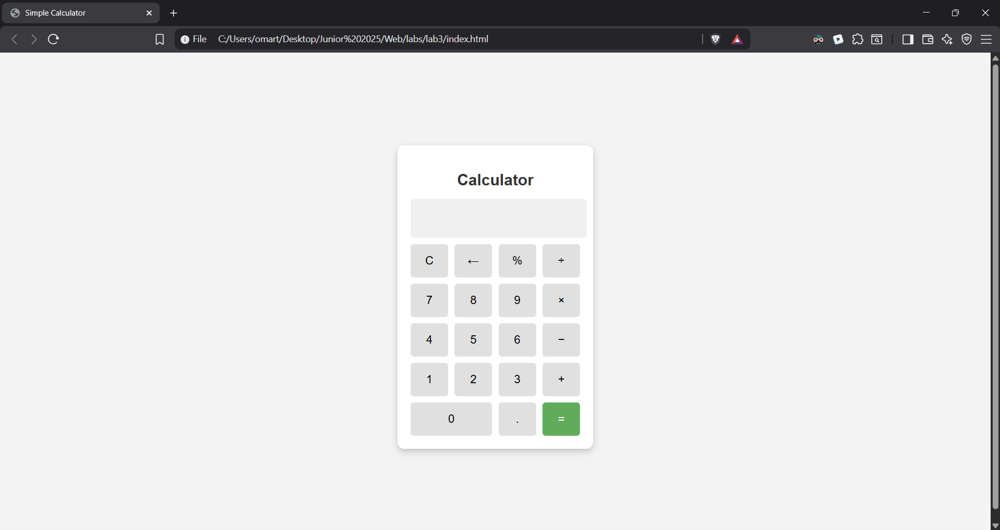 Simple Calculator
File C:/Users/omart/Desktop/Junior%202025/Web/labs/lab3/index.html
Calculator
C ← % ÷
7 8 9 ×
4 5 6 −
1 2 3 +
0 . =